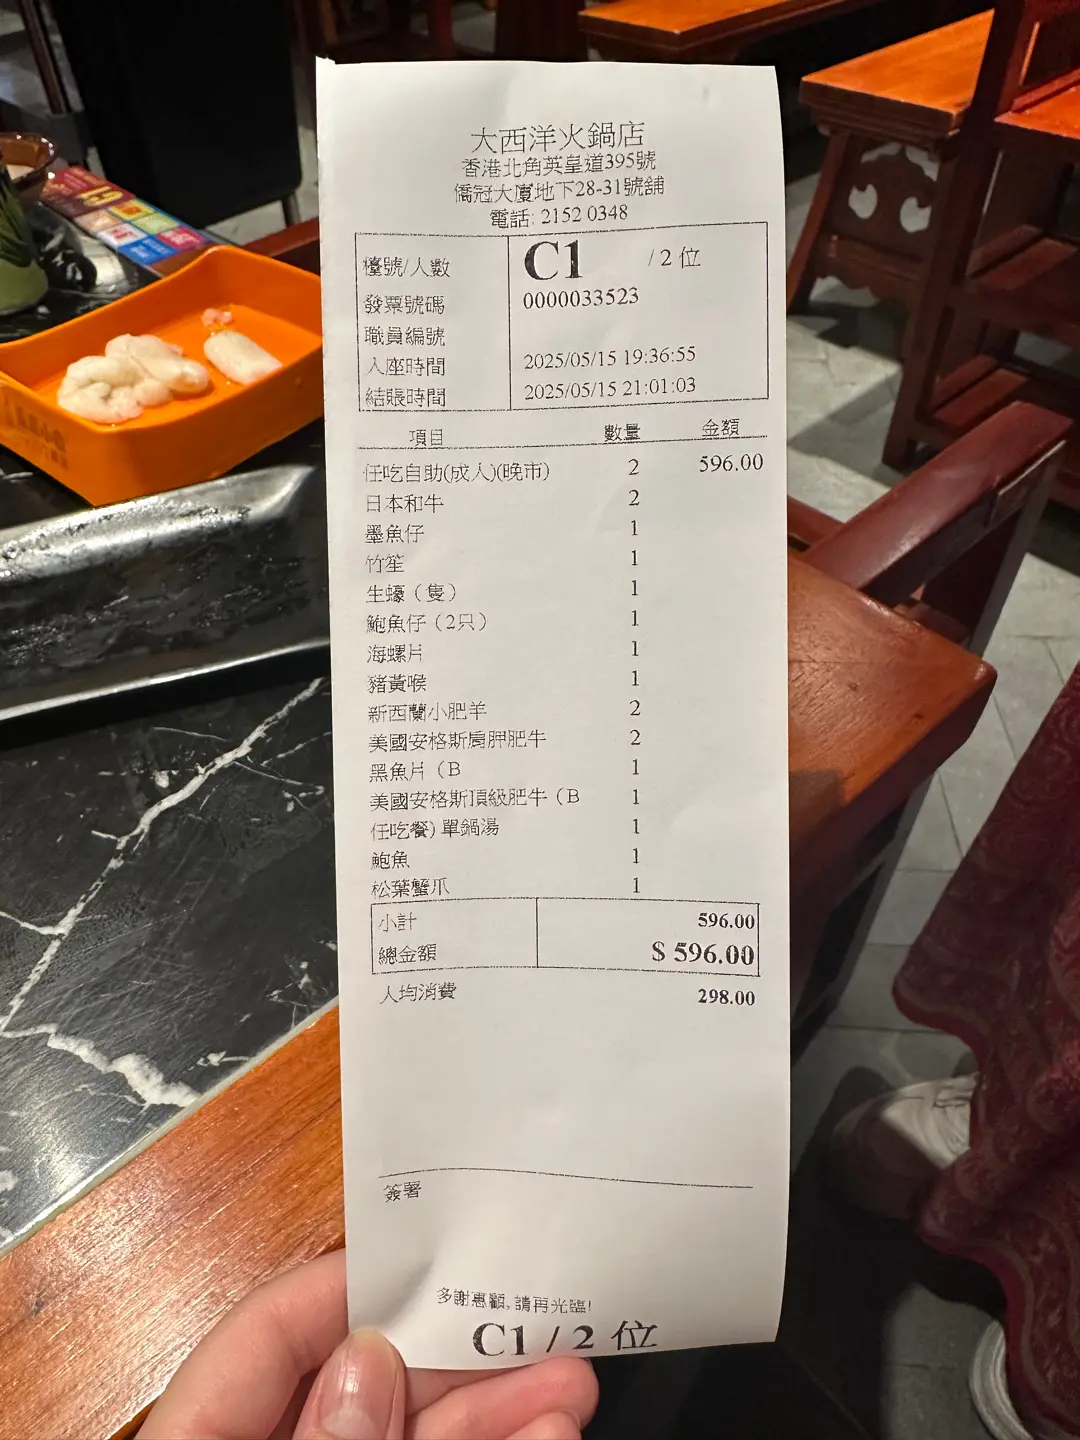 大西洋火鍋店
香港北角英皇道395號
僑冠大廈地下28-31號舖
電話: 2152 0348
檯號/人數 C1 / 2 位
發票號碼 0000033523
職員編號
入座時間 2025/05/15 19:36:55
結賬時間 2025/05/15 21:01:03
項目 數量 金額
任吃自助(成人)(晚市) 2 596.00
日本和牛 2
墨魚仔 1
竹笙 1
生蠔（隻） 1
鮑魚仔（2只） 1
海螺片 1
豬黃喉 1
新西蘭小肥羊 2
美國安格斯肩胛肥牛 2
黑魚片（B 1
美國安格斯頂級肥牛（B 1
任吃餐) 單鍋湯 1
鮑魚 1
松葉蟹爪 1
小計 596.00
總金額 $ 596.00
人均消費 298.00
簽署
多謝惠顧, 請再光臨!
C1 / 2 位